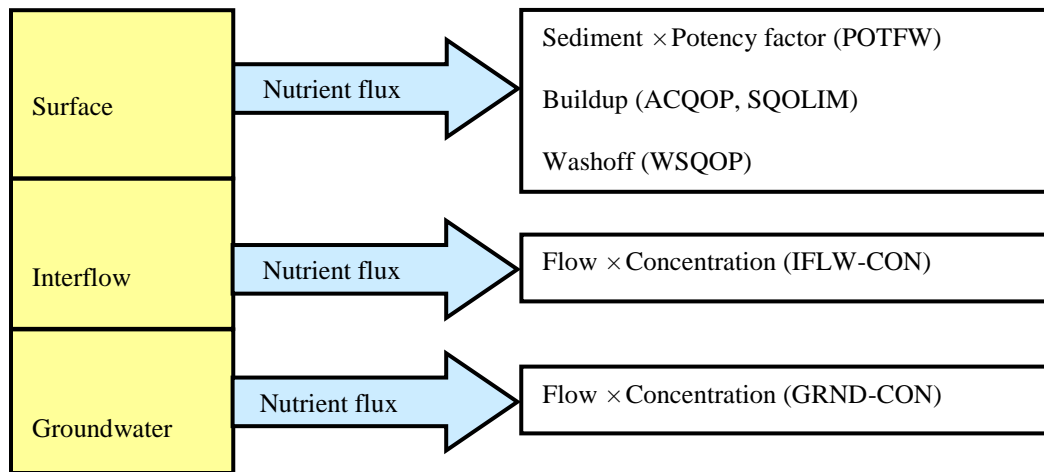 Surface
Nutrient flux
Sediment × Potency factor (POTFW)
Buildup (ACQOP, SQOLIM)
Washoff (WSQOP)
Interflow
Nutrient flux
Flow × Concentration (IFLW-CON)
Groundwater
Nutrient flux
Flow × Concentration (GRND-CON)